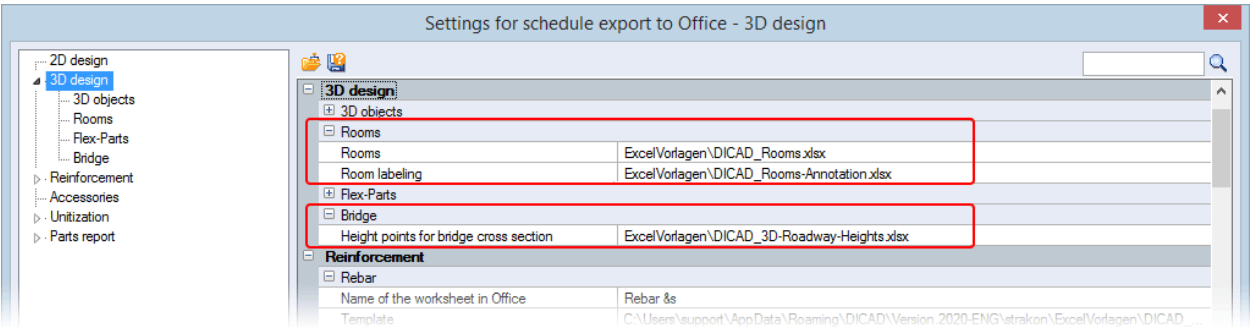 Settings for schedule export to Office - 3D design
2D design
3D design
3D objects
Rooms
Flex-Parts
Bridge
Reinforcement
Accessories
Unitization
Parts report
3D design
3D objects
Rooms
Rooms ExcelVorlagen\DICAD_Rooms.xlsx
Room labeling ExcelVorlagen\DICAD_Rooms-Annotation.xlsx
Flex-Parts
Bridge
Height points for bridge cross section ExcelVorlagen\DICAD_3D-Roadway-Heights.xlsx
Reinforcement
Rebar
Name of the worksheet in Office Rebar &s
Template C:\Users\support\AppData\Roaming\DICAD\Version.2020-ENG\strakon\ExcelVorlagen\DICAD_...